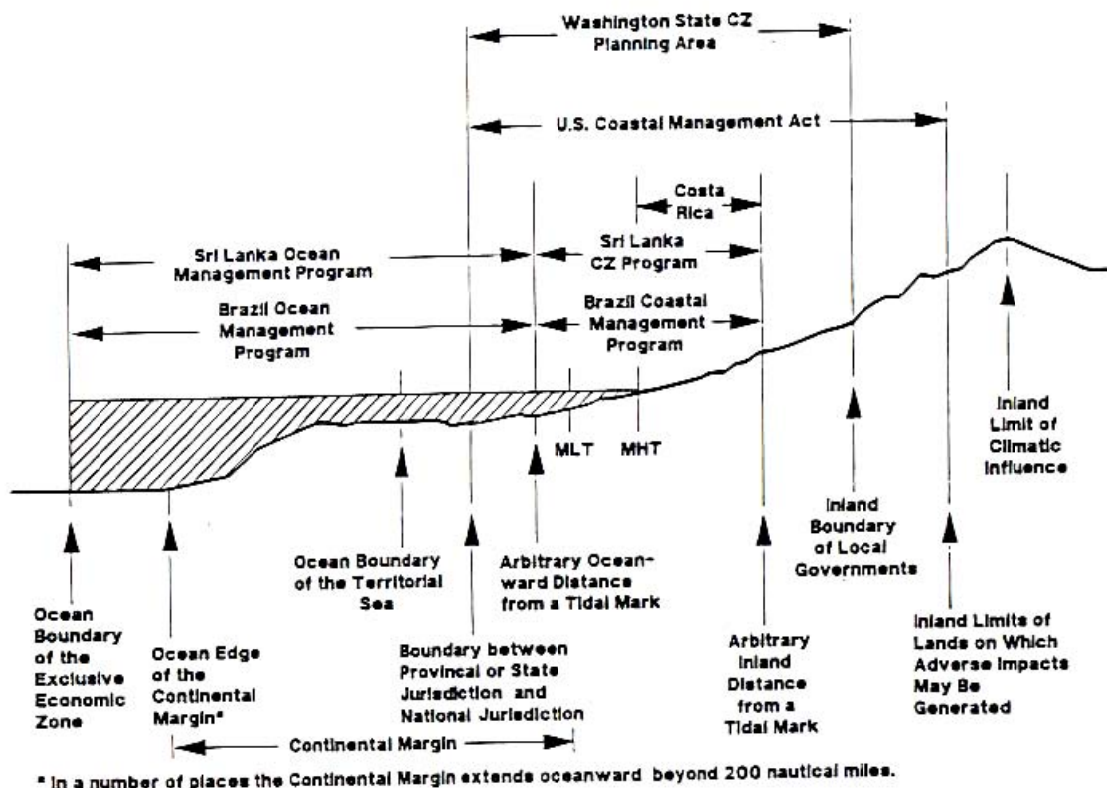 Washington State CZ
Planning Area
U.S. Coastal Management Act
Costa
Rica
Sri Lanka Ocean
Management Program
Sri Lanka
CZ Program
Brazil Ocean
Management
Program
Brazil Coastal
Management
Program
MLT
MHT
Inland
Limit of
Climatic
Influence
Inland
Boundary
of Local
Governments
Ocean Boundary
of the Territorial
Sea
Arbitrary Ocean-
ward Distance
from a Tidal Mark
Ocean
Boundary
of the
Exclusive
Economic
Zone
Ocean Edge
of the
Continental
Margin*
Boundary between
Provincal or State
Jurisdiction and
National Jurisdiction
Arbitrary
Inland
Distance
from a
Tidal Mark
Inland Limits of
Lands on Which
Adverse Impacts
May Be
Generated
Continental Margin
* In a number of places the Continental Margin extends oceanward beyond 200 nautical miles.